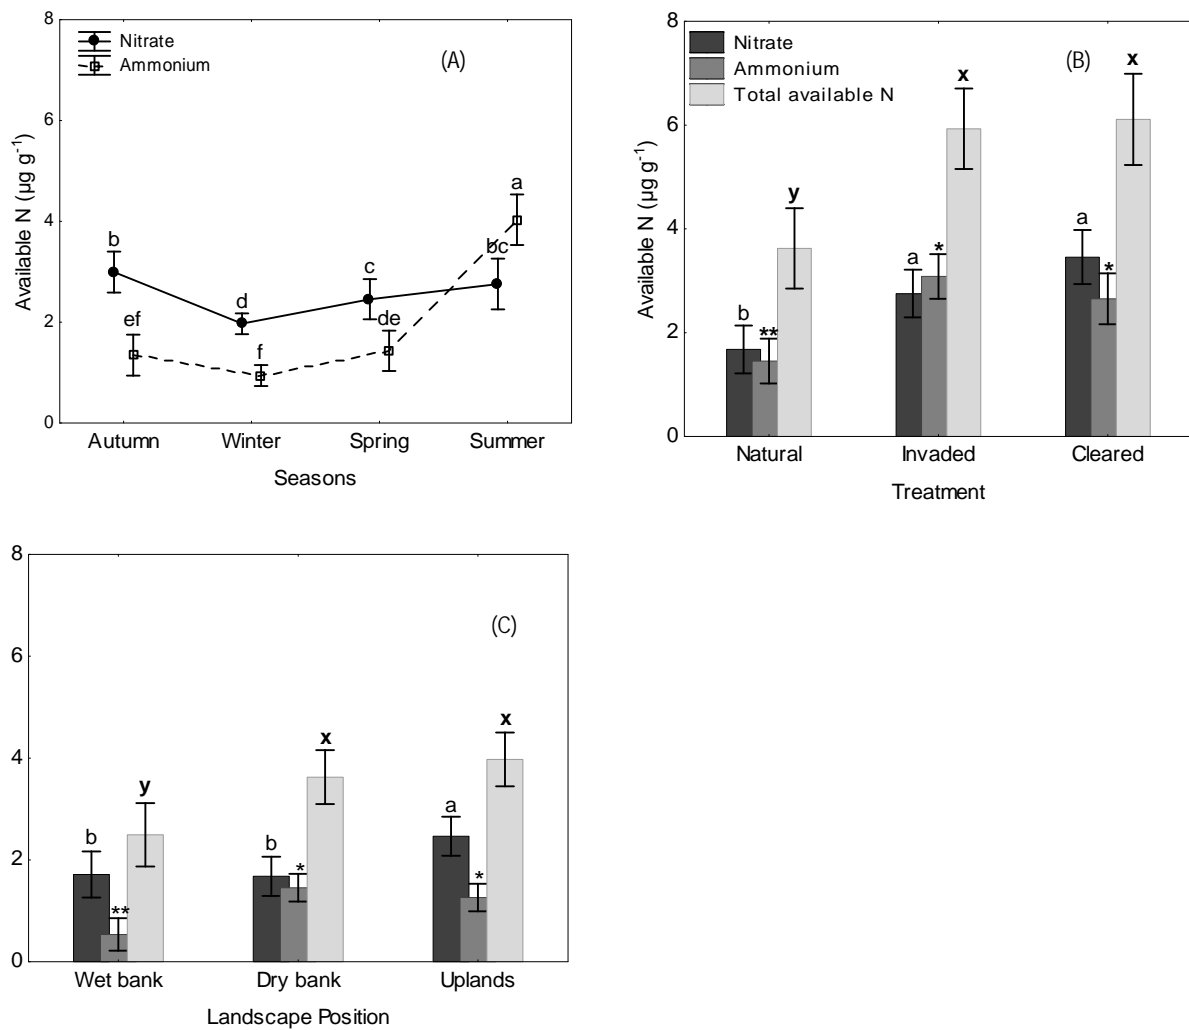 8
6
4
2
0
Available N (µg g-1)
Nitrate
Ammonium
(A)
b
ef
d
f
c
de
bc
a
Autumn Winter Spring Summer
Seasons
8
6
4
2
0
Available N (µg g-1)
Nitrate
Ammonium
Total available N
(B)
b
**
y
a
*
x
a
*
x
Natural Invaded Cleared
Treatment
8
6
4
2
0
(C)
b
**
y
b
*
x
a
*
x
Wet bank Dry bank Uplands
Landscape Position